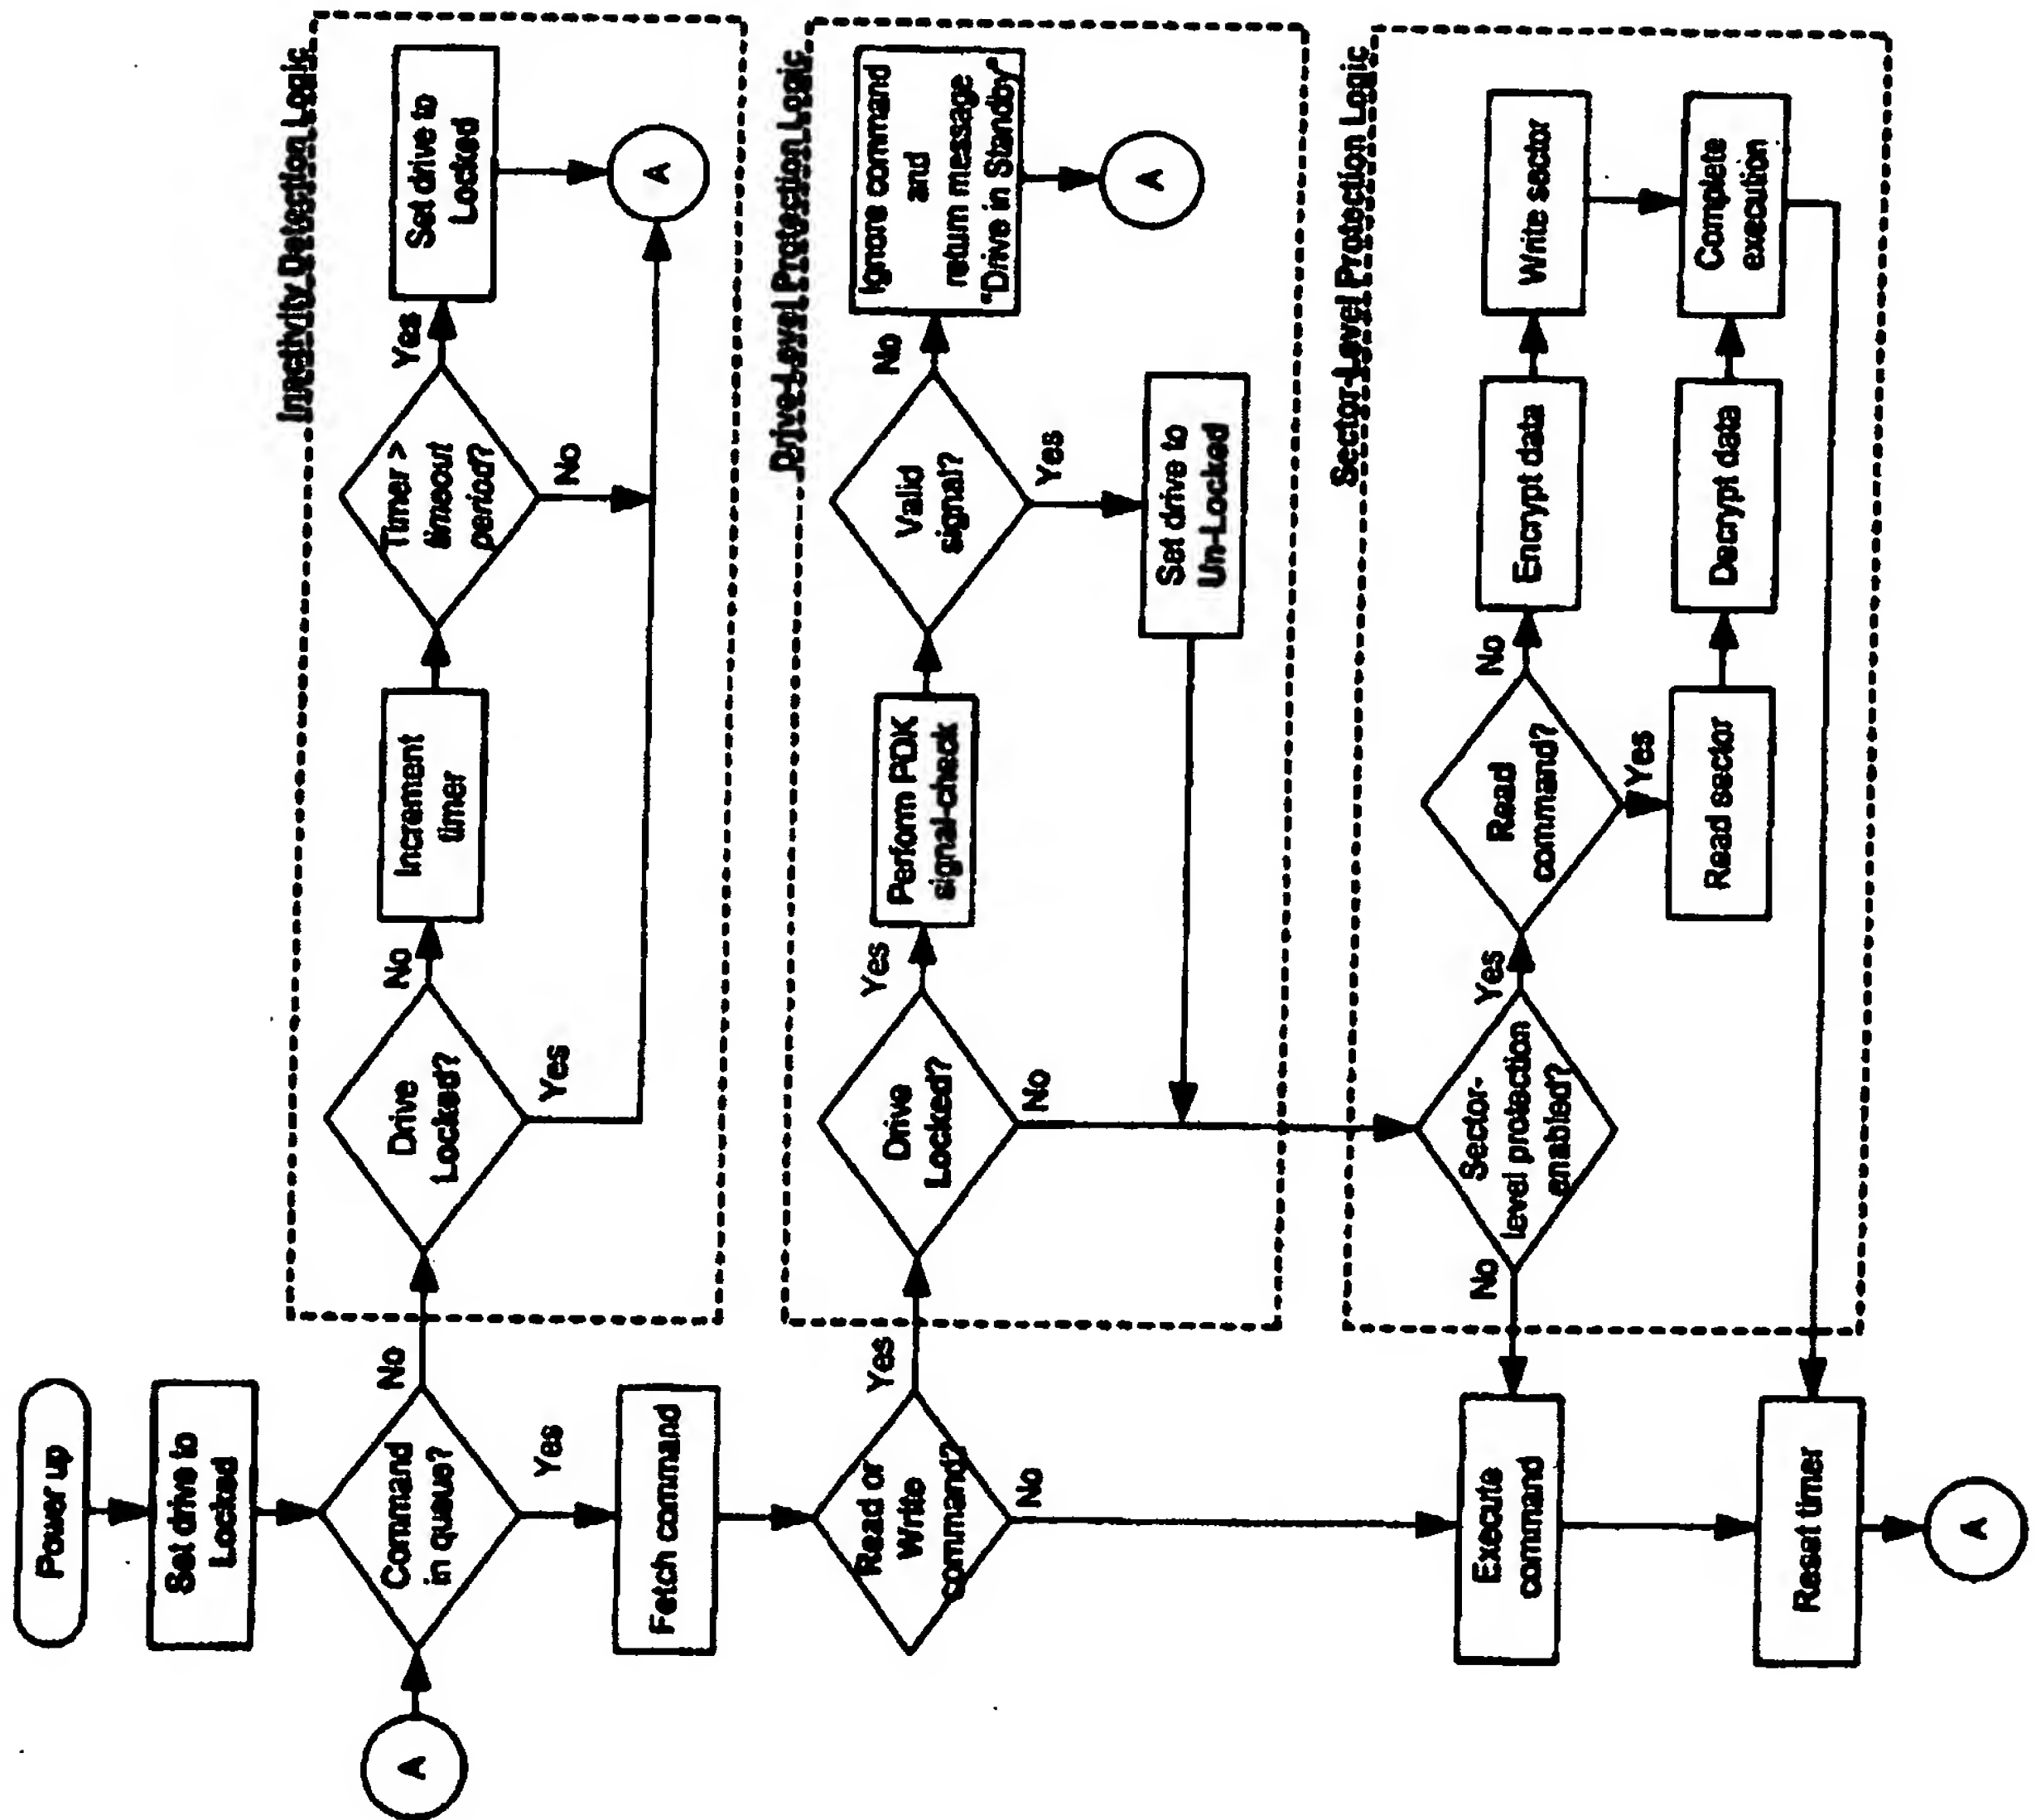 Power up
Set drive to
Locked
A
Command
in queue?
No
Yes
Inactivity Detection Logic
Drive
Locked?
No
Yes
Increment
timer
Timer >
timeout
period?
Yes
No
Set drive to
Locked
A
Fetch command
Read or
Write
command?
Yes
No
Drive-Level Protection Logic
Drive
Locked?
Yes
No
Perform PDK
signal-check
Valid
signal?
No
Yes
Ignore command
and
return message
"Drive in Standby"
A
Set drive to
Un-Locked
Sector-Level Protection Logic
Sector-
level protection
enabled?
No
Yes
Read
command?
No
Yes
Encrypt data
Write sector
Read sector
Decrypt data
Complete
execution
Execute
command
Reset timer
A